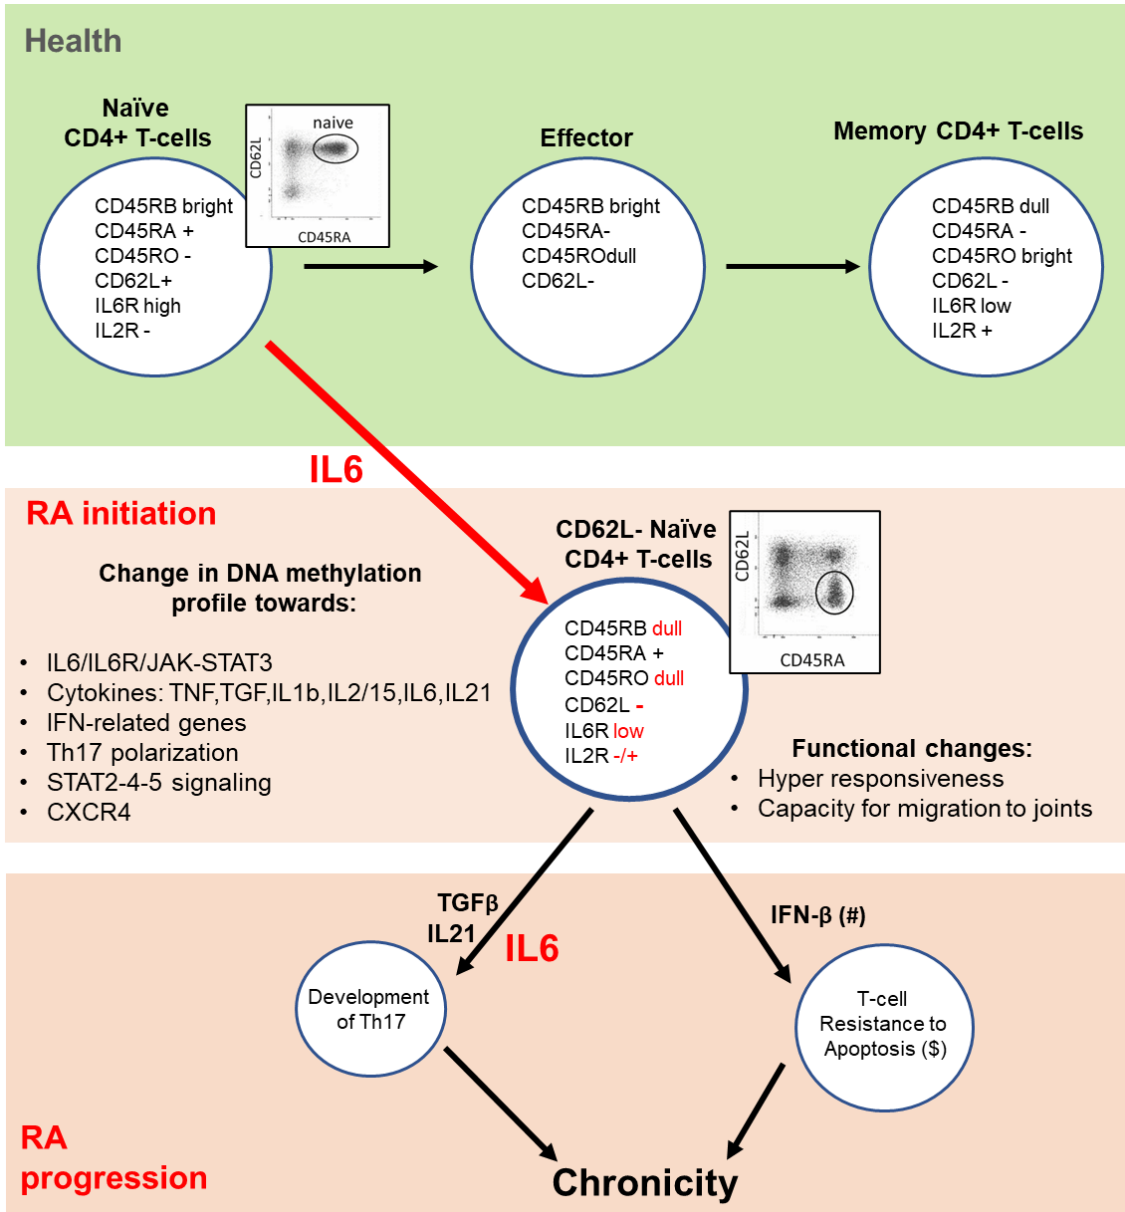 Health
Naïve
CD4+ T-cells
CD45RB bright
CD45RA +
CD45RO -
CD62L+
IL6R high
IL2R -
naive
CD62L
CD45RA
Effector
CD45RB bright
CD45RA-
CD45ROdull
CD62L-
Memory CD4+ T-cells
CD45RB dull
CD45RA -
CD45RO bright
CD62L -
IL6R low
IL2R +
IL6
RA initiation
Change in DNA methylation
profile towards:
• IL6/IL6R/JAK-STAT3
• Cytokines: TNF,TGF,IL1b,IL2/15,IL6,IL21
• IFN-related genes
• Th17 polarization
• STAT2-4-5 signaling
• CXCR4
CD62L- Naïve
CD4+ T-cells
CD45RB dull
CD45RA +
CD45RO dull
CD62L -
IL6R low
IL2R -/+
CD62L
CD45RA
Functional changes:
• Hyper responsiveness
• Capacity for migration to joints
TGFβ
IL21
IL6
IFN-β (#)
Development
of Th17
T-cell
Resistance to
Apoptosis ($)
RA
progression
Chronicity